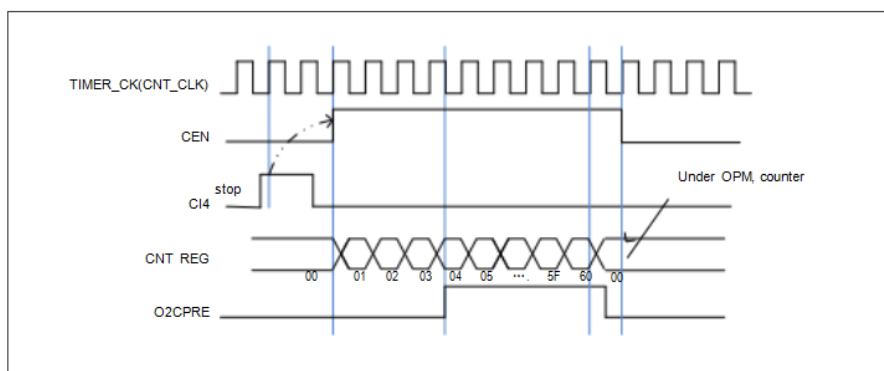 TIMER_CK(CNT_CLK)
CEN
stop
Under OPM, counter
CI4
CNT REG
00 01 02 03 04 05 ···. 5F 60 00
O2CPRE